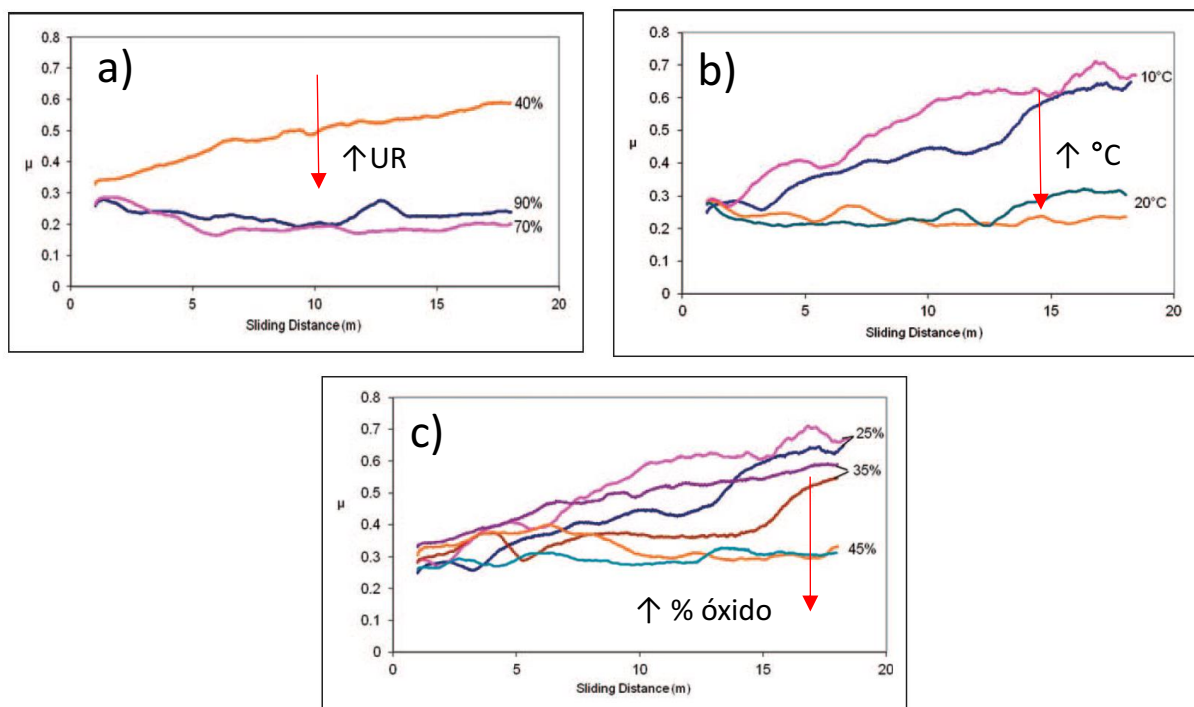 a)
0.8
0.7
0.6
0.5
0.4
0.3
0.2
0.1
0
μ
40%
↑UR
90%
70%
0 5 10 15 20
Sliding Distance (m)
b)
0.8
0.7
0.6
0.5
0.4
0.3
0.2
0.1
0
μ
10°C
↑ °C
20°C
0 5 10 15 20
Sliding Distance (m)
c)
0.8
0.7
0.6
0.5
0.4
0.3
0.2
0.1
0
μ
25%
35%
45%
↑ % óxido
0 5 10 15 20
Sliding Distance (m)